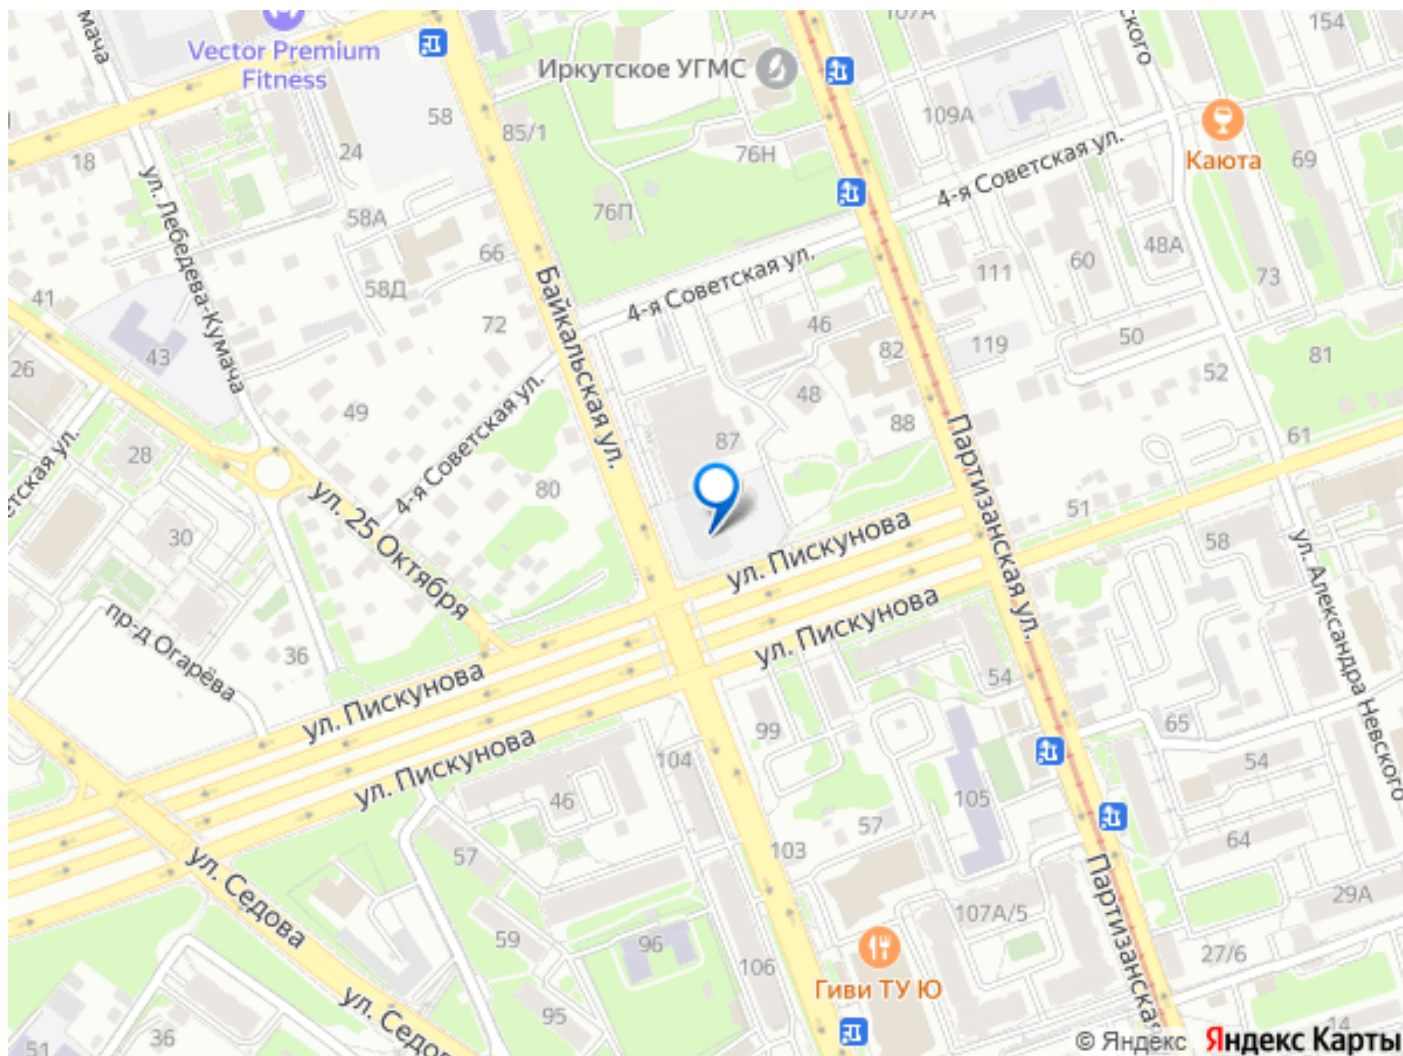 Кумача
Vector Premium
Fitness
Иркутское УГМС
107А
154
58
85/1
109А
18
24
76Н
Каюта
69
ул. Лебедева-Кумача
58А
76П
4-я Советская ул.
66
48А
41
58Д
Байкальская ул.
4-я Советская ул.
111
60
73
43
72
46
50
26
82
119
81
52
49
4-я Советская ул.
48
88
Партизанская ул.
28
87
61
ул. 25 Октября
80
30
51
58
ул. Пискунова
ул. Александра Невского
пр-д Огарёва
36
ул. Пискунова
54
ул. Пискунова
99
65
ул. Пискунова
104
54
46
105
57
57
64
103
ул. Седова
Партизанская
29А
107А/5
59
96
27/6
106
Гиви ТУ Ю
ул. Седов
95
36
51
14
© Яндекс Яндекс Карты